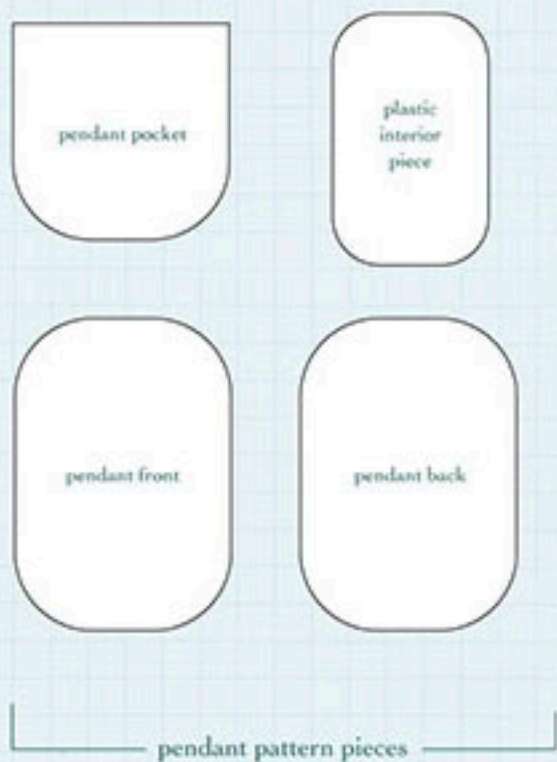 pendant pocket
plastic
interior
piece
pendant front
pendant back
pendant pattern pieces